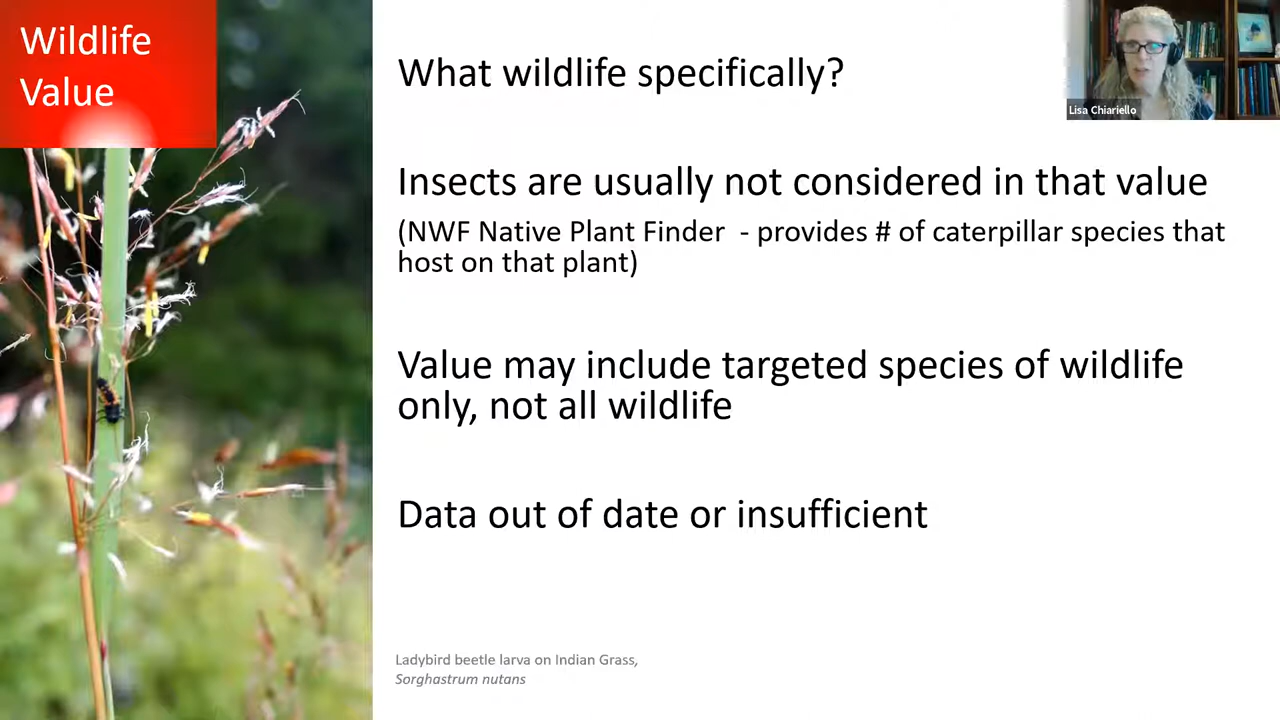 Wildlife
Value
What wildlife specifically?
Lisa Chiariello
Insects are usually not considered in that value
(NWF Native Plant Finder - provides # of caterpillar species that
host on that plant)
Value may include targeted species of wildlife
only, not all wildlife
Data out of date or insufficient
Ladybird beetle larva on Indian Grass,
Sorghastrum nutans